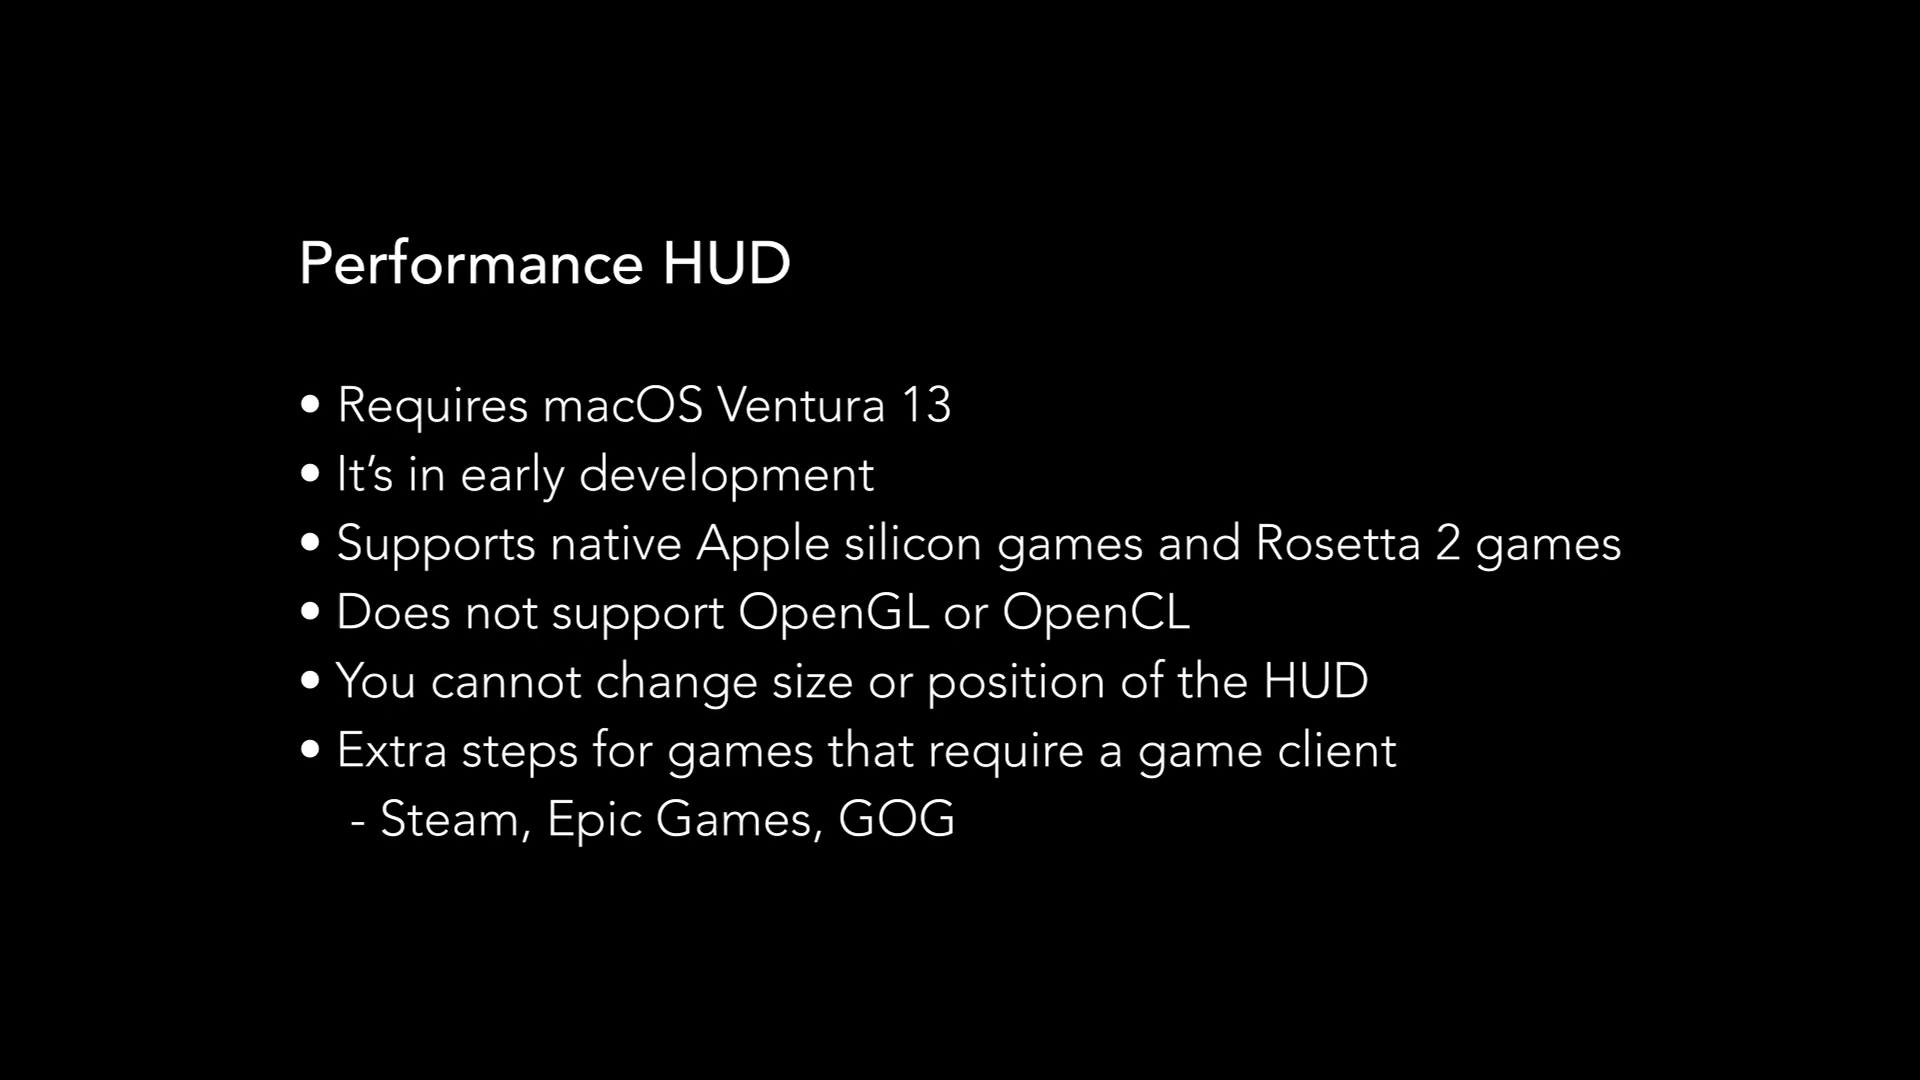 Performance HUD
• Requires macOS Ventura 13
• It’s in early development
• Supports native Apple silicon games and Rosetta 2 games
• Does not support OpenGL or OpenCL
• You cannot change size or position of the HUD
• Extra steps for games that require a game client
- Steam, Epic Games, GOG